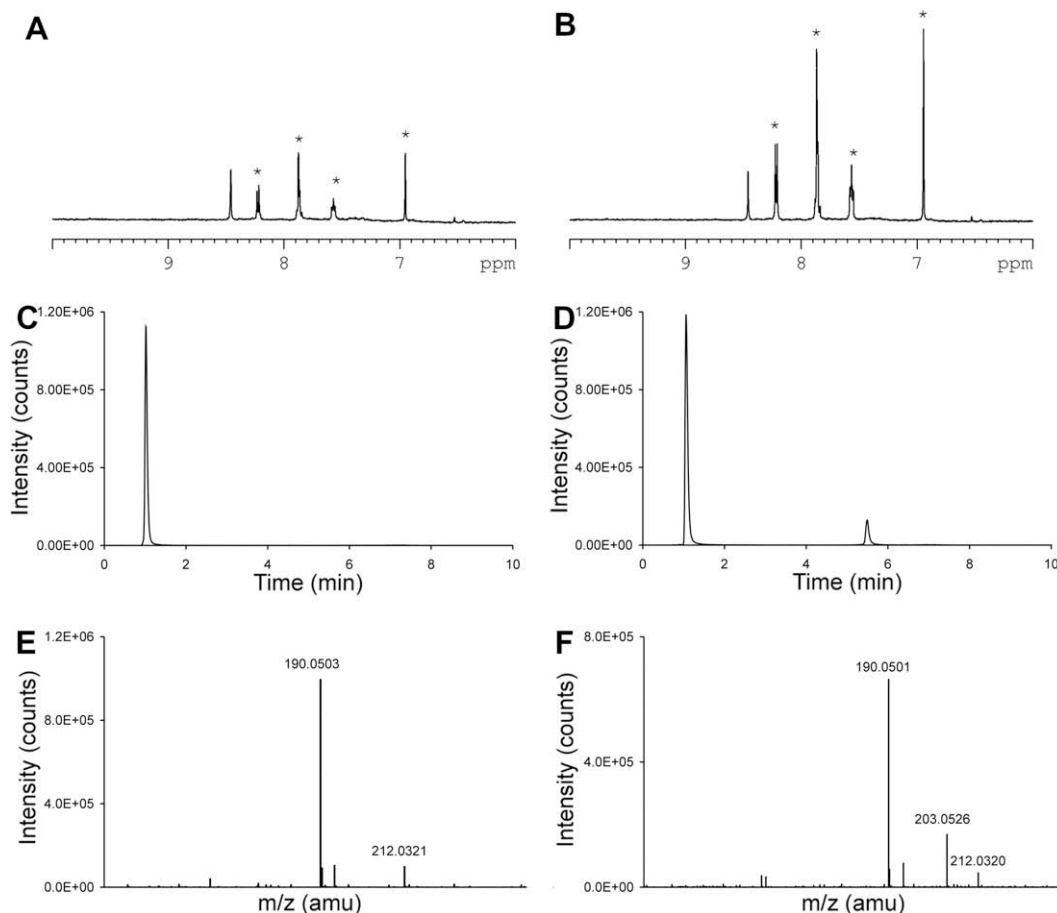 A
B
* * * *
* * * *
9 8 7 ppm
9 8 7 ppm
C
Intensity (counts)
1.20E+06
8.00E+05
4.00E+05
0.00E+00
0 2 4 6 8 10
Time (min)
D
Intensity (counts)
1.20E+06
8.00E+05
4.00E+05
0.00E+00
0 2 4 6 8 10
Time (min)
E
Intensity (counts)
1.2E+06
8.0E+05
4.0E+05
0.0E+00
190.0503
212.0321
m/z (amu)
F
Intensity (counts)
8.0E+05
4.0E+05
0.0E+00
190.0501
203.0526
212.0320
m/z (amu)